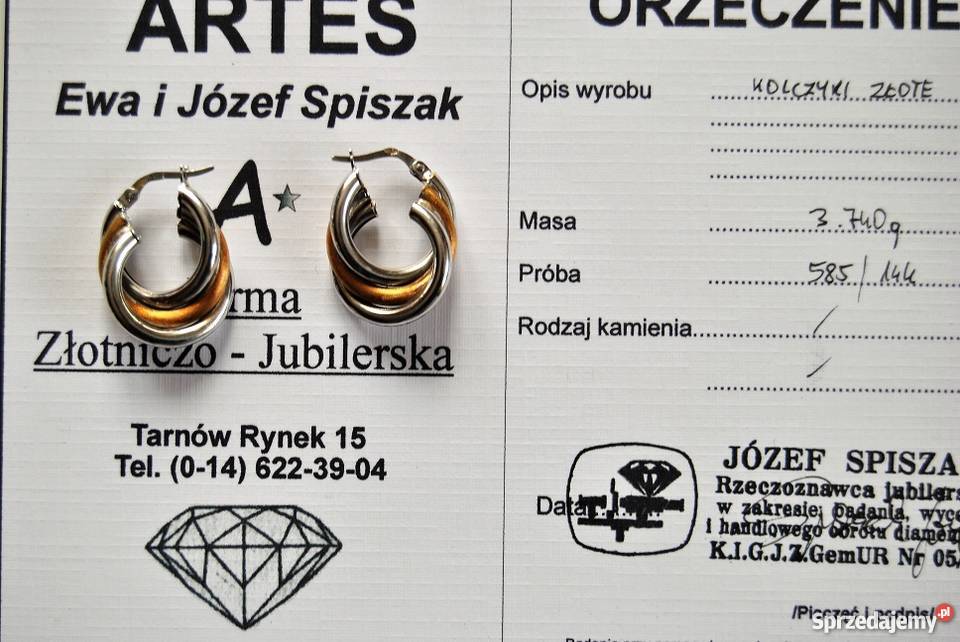 ARTES
Ewa i Józef Spiszak
A
Złotniczo - Jubilerska
Tarnów Rynek 15
Tel. (0-14) 622-39-04
ORZECZENIE
Opis wyrobu KOLCZYKI ZŁOTE
Masa 3.740g
Próba 585/14k
Rodzaj kamienia /
/
Data
JÓZEF SPISZA
Rzeczoznawca jubilers
w zakresie: badania, wyce
i handlowego obrotu diamen
K.I.G.J.Z.GemUR Nr 05/
/Pieczęć i podpis/
Sprzedajemy.pl